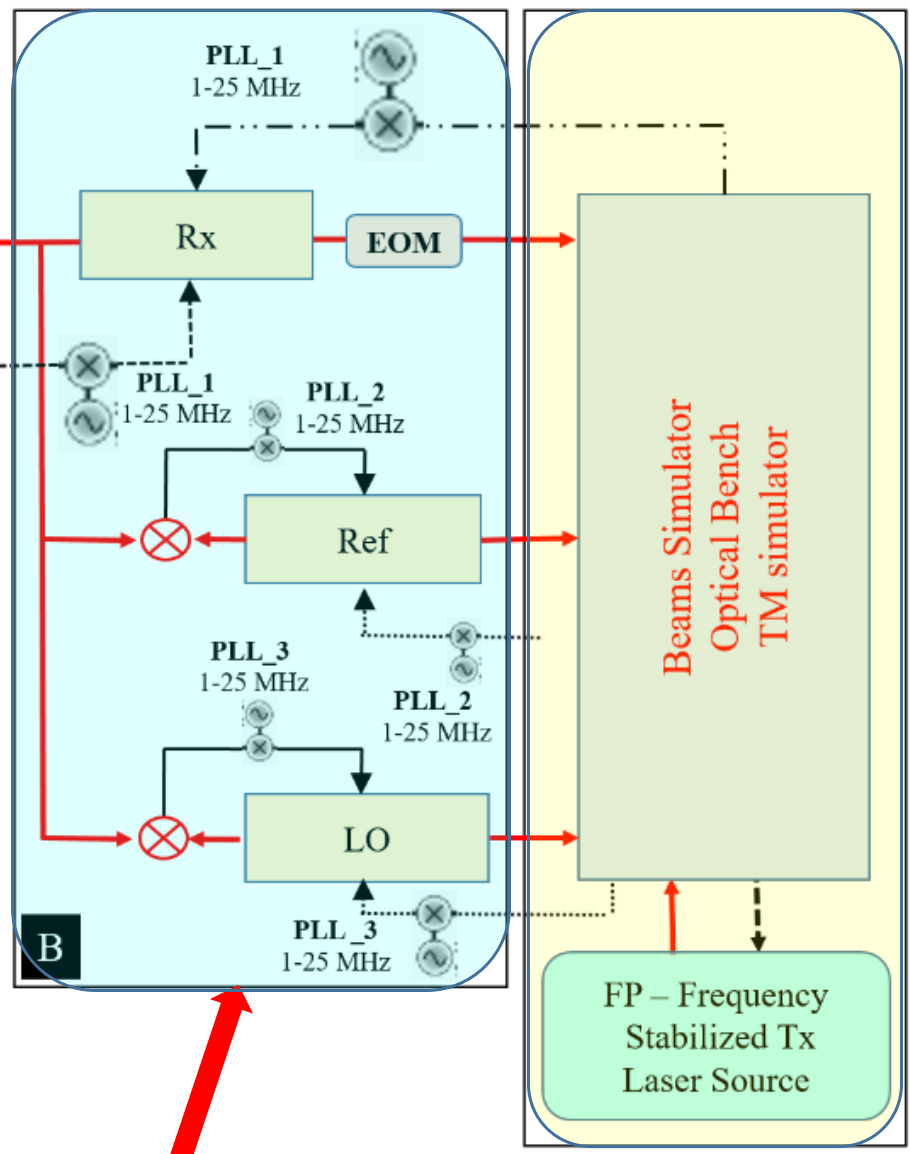 PLL_1
1-25 MHz
Rx
EOM
PLL_1
1-25 MHz
PLL_2
1-25 MHz
Ref
PLL_3
1-25 MHz
PLL_2
1-25 MHz
LO
PLL_3
1-25 MHz
B
Beams Simulator
Optical Bench
TM simulator
FP – Frequency
Stabilized Tx
Laser Source